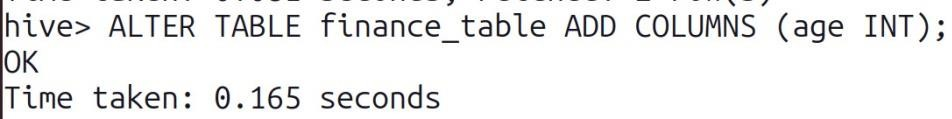 hive> ALTER TABLE finance_table ADD COLUMNS (age INT);
OK
Time taken: 0.165 seconds